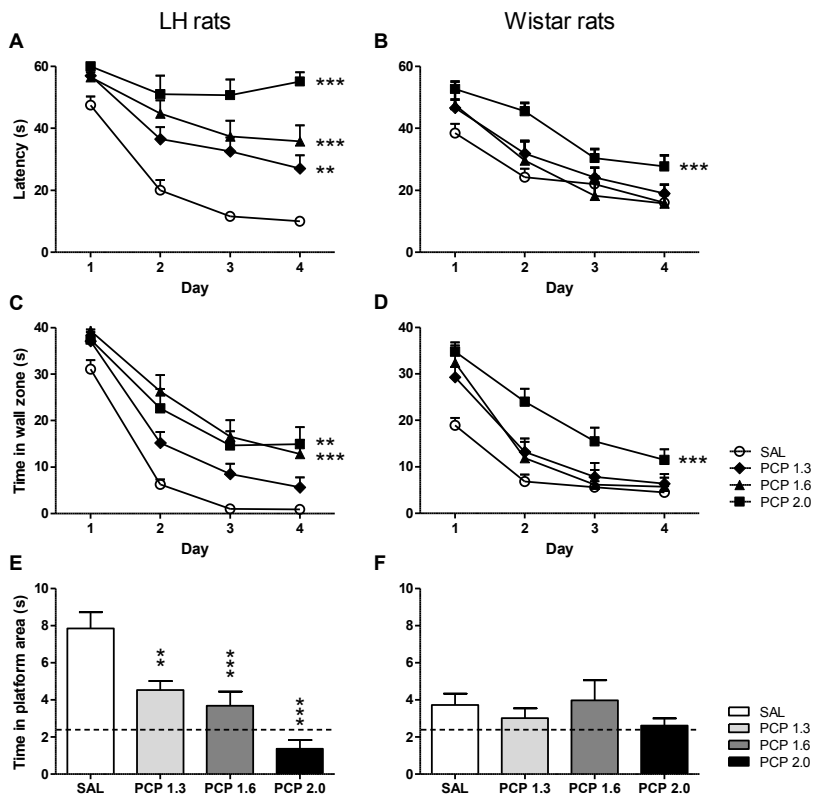 LH rats
Wistar rats
A
B
Latency (s)
60
40
20
0
***
***
**
1 2 3 4
Day
60
40
20
0
***
1 2 3 4
Day
C
D
Time in wall zone (s)
40
30
20
10
0
**
***
1 2 3 4
Day
40
30
20
10
0
***
1 2 3 4
Day
SAL
PCP 1.3
PCP 1.6
PCP 2.0
E
F
Time in platform area (s)
10
8
6
4
2
0
**
***
***
SAL PCP 1.3 PCP 1.6 PCP 2.0
10
8
6
4
2
0
SAL PCP 1.3 PCP 1.6 PCP 2.0
SAL
PCP 1.3
PCP 1.6
PCP 2.0